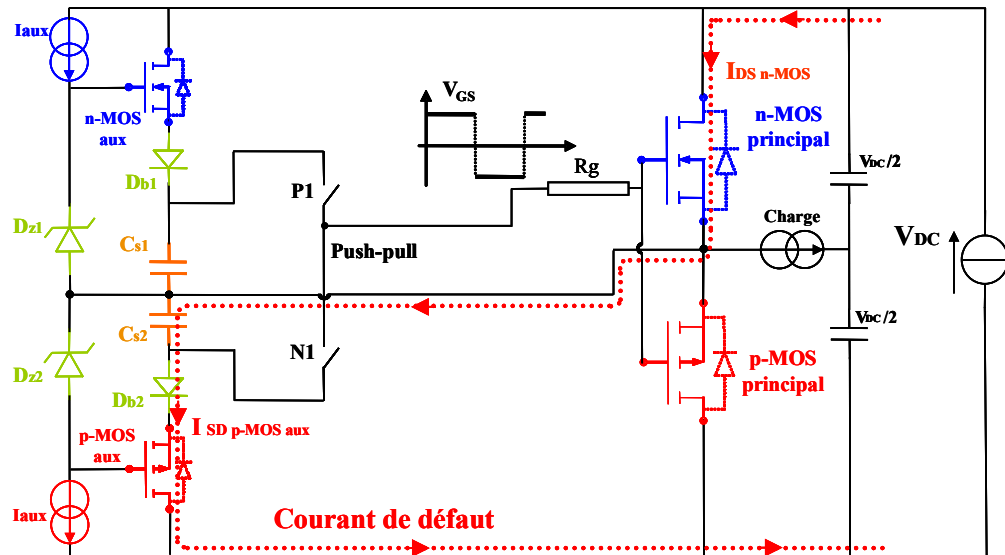 Iaux
n-MOS
aux
Db1
Dz1
Cs1
VGS
P1
Rg
Push-pull
IDS n-MOS
n-MOS
principal
VDC/2
Charge
VDC
Cs2
N1
Dz2
Db2
VDC/2
p-MOS
principal
I SD p-MOS aux
p-MOS
aux
Iaux
Courant de défaut